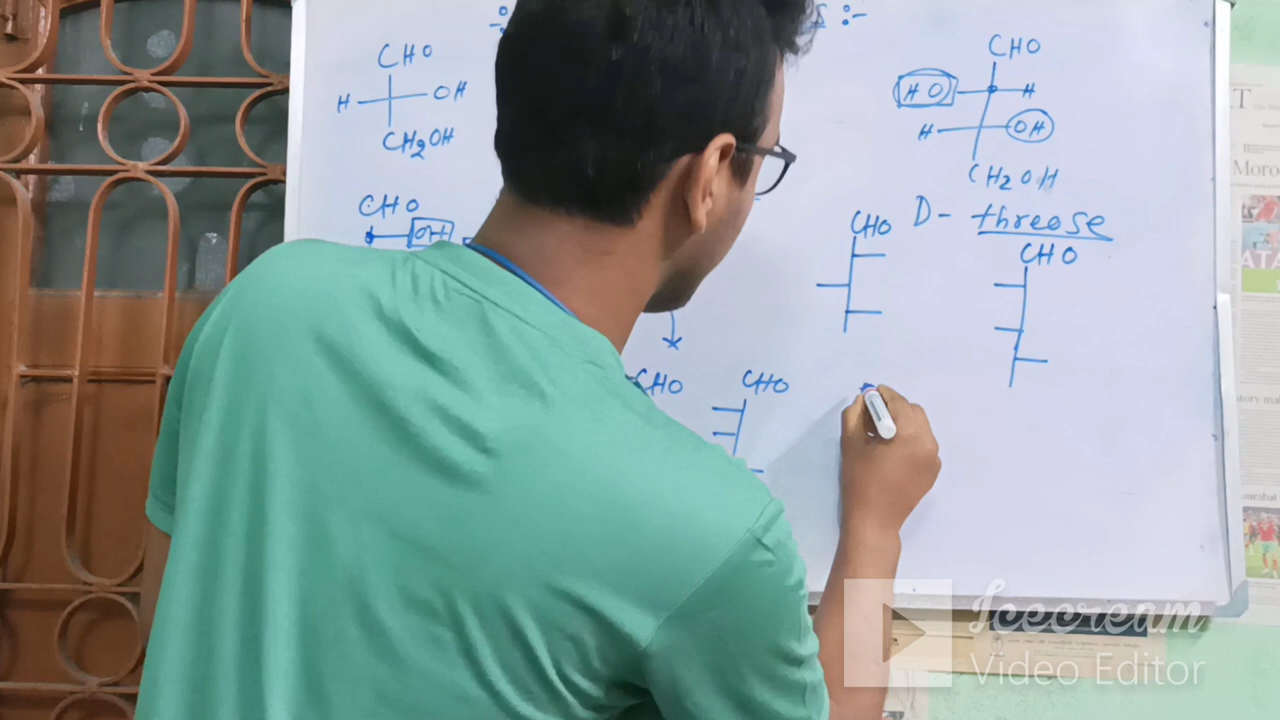 CHO
H OH
CH2OH
CHO
OH
CHO
HO H
H OH
CH2OH
D- threose
CHO
CHO
CHO
CHO
Icecream
Video Editor